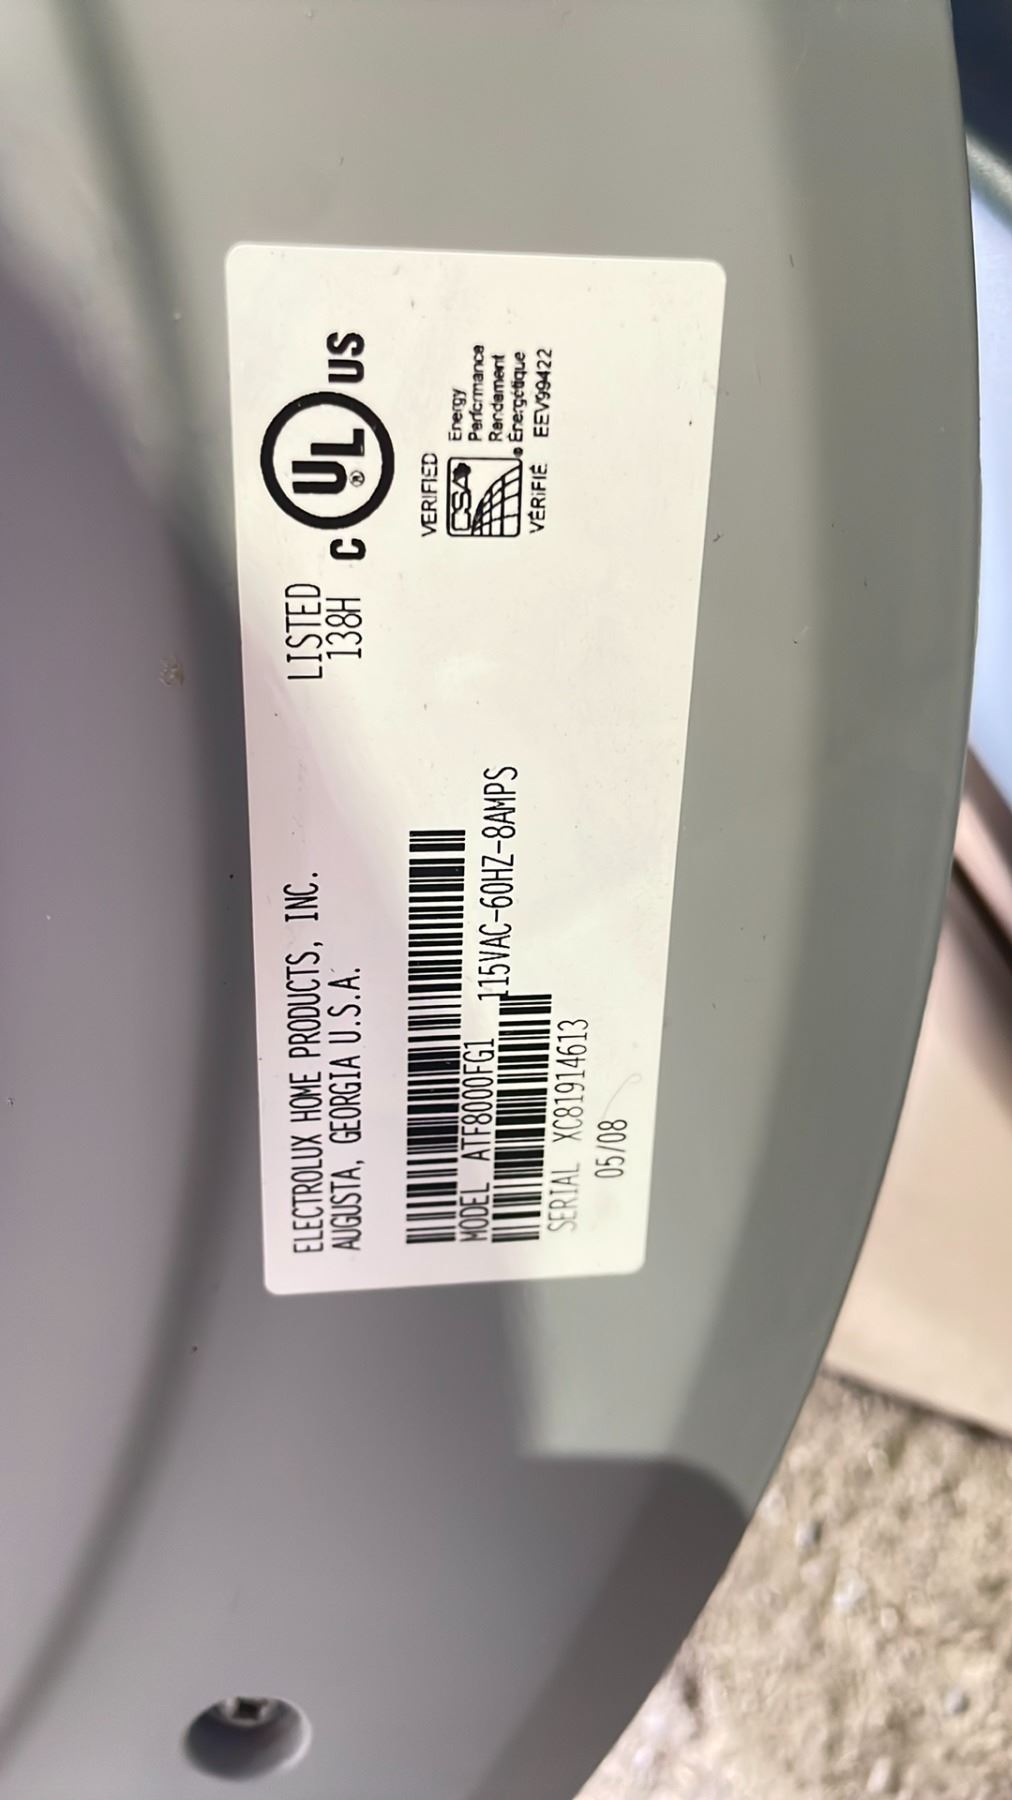 ELECTROLUX HOME PRODUCTS, INC.
AUGUSTA, GEORGIA U.S.A.
LISTED
138H
C UL® US
MODEL ATF8000FG1 115VAC-60HZ-8AMPS
SERIAL XC81914613
05/08
VERIFIED
CSA
Energy
Performance
Rendement
Énergétique
VÉRIFIÉ EEV99422